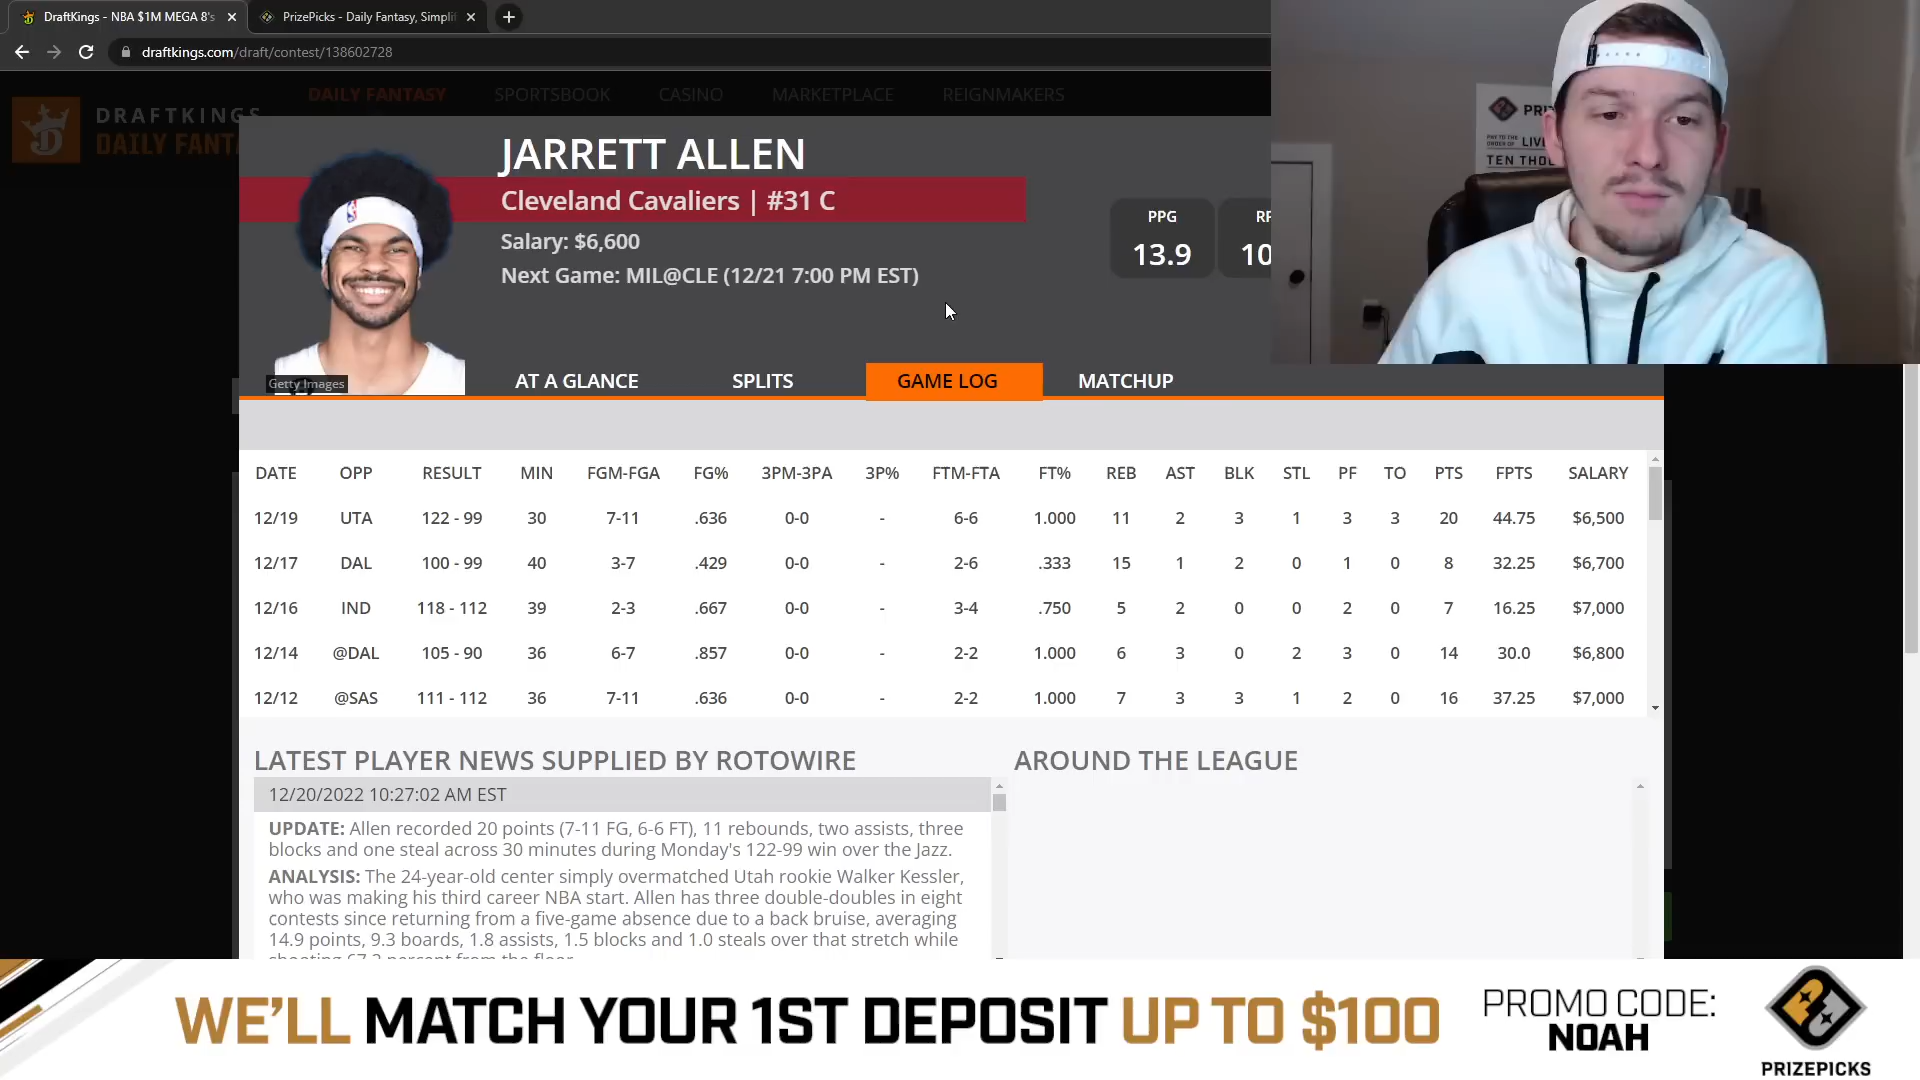 DraftKings - NBA $1M MEGA 8's
PrizePicks - Daily Fantasy, Simplif
draftkings.com/draft/contest/138602728
DRAFTKINGS
DAILY FANTA
DAILY FANTASY SPORTSBOOK CASINO MARKETPLACE REIGNMAKERS
JARRETT ALLEN
Cleveland Cavaliers | #31 C
Salary: $6,600
Next Game: MIL@CLE (12/21 7:00 PM EST)
PPG
13.9
RP
10
LIVE
TEN THO
Getty Images
AT A GLANCE SPLITS GAME LOG MATCHUP
DATE OPP RESULT MIN FGM-FGA FG% 3PM-3PA 3P% FTM-FTA FT% REB AST BLK STL PF TO PTS FPTS SALARY
12/19 UTA 122 - 99 30 7-11 .636 0-0 - 6-6 1.000 11 2 3 1 3 3 20 44.75 $6,500
12/17 DAL 100 - 99 40 3-7 .429 0-0 - 2-6 .333 15 1 2 0 1 0 8 32.25 $6,700
12/16 IND 118 - 112 39 2-3 .667 0-0 - 3-4 .750 5 2 0 0 2 0 7 16.25 $7,000
12/14 @DAL 105 - 90 36 6-7 .857 0-0 - 2-2 1.000 6 3 0 2 3 0 14 30.0 $6,800
12/12 @SAS 111 - 112 36 7-11 .636 0-0 - 2-2 1.000 7 3 3 1 2 0 16 37.25 $7,000
LATEST PLAYER NEWS SUPPLIED BY ROTOWIRE
12/20/2022 10:27:02 AM EST
UPDATE: Allen recorded 20 points (7-11 FG, 6-6 FT), 11 rebounds, two assists, three
blocks and one steal across 30 minutes during Monday's 122-99 win over the Jazz.
ANALYSIS: The 24-year-old center simply overmatched Utah rookie Walker Kessler,
who was making his third career NBA start. Allen has three double-doubles in eight
contests since returning from a five-game absence due to a back bruise, averaging
14.9 points, 9.3 boards, 1.8 assists, 1.5 blocks and 1.0 steals over that stretch while
AROUND THE LEAGUE
WE'LL MATCH YOUR 1ST DEPOSIT UP TO $100
PROMO CODE:
NOAH
PRIZEPICKS